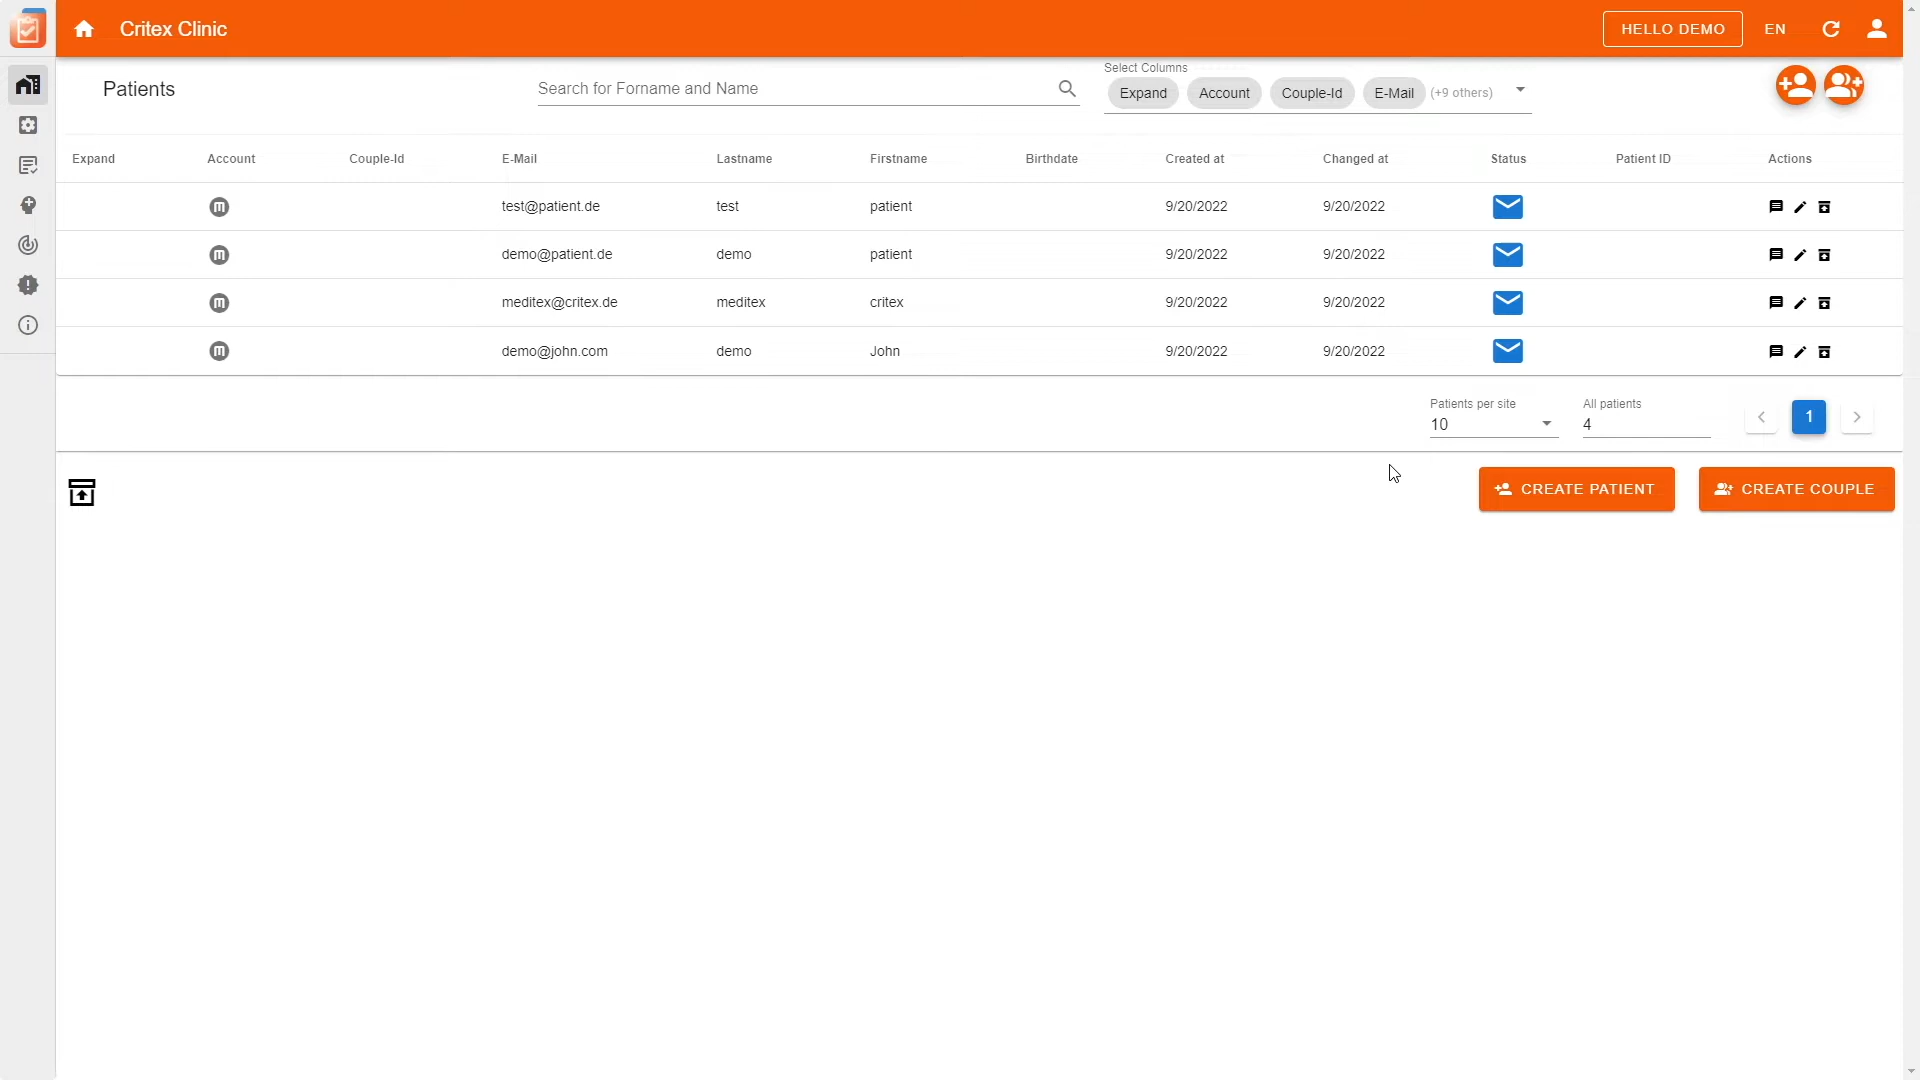 Critex Clinic
HELLO DEMO
EN
Patients
Search for Forname and Name
Select Columns
Expand Account Couple-Id E-Mail (+9 others)
Expand Account Couple-Id E-Mail Lastname Firstname Birthdate Created at Changed at Status Patient ID Actions
m test@patient.de test patient 9/20/2022 9/20/2022
m demo@patient.de demo patient 9/20/2022 9/20/2022
m meditex@critex.de meditex critex 9/20/2022 9/20/2022
m demo@john.com demo John 9/20/2022 9/20/2022
Patients per site
10
All patients
4
1
CREATE PATIENT
CREATE COUPLE